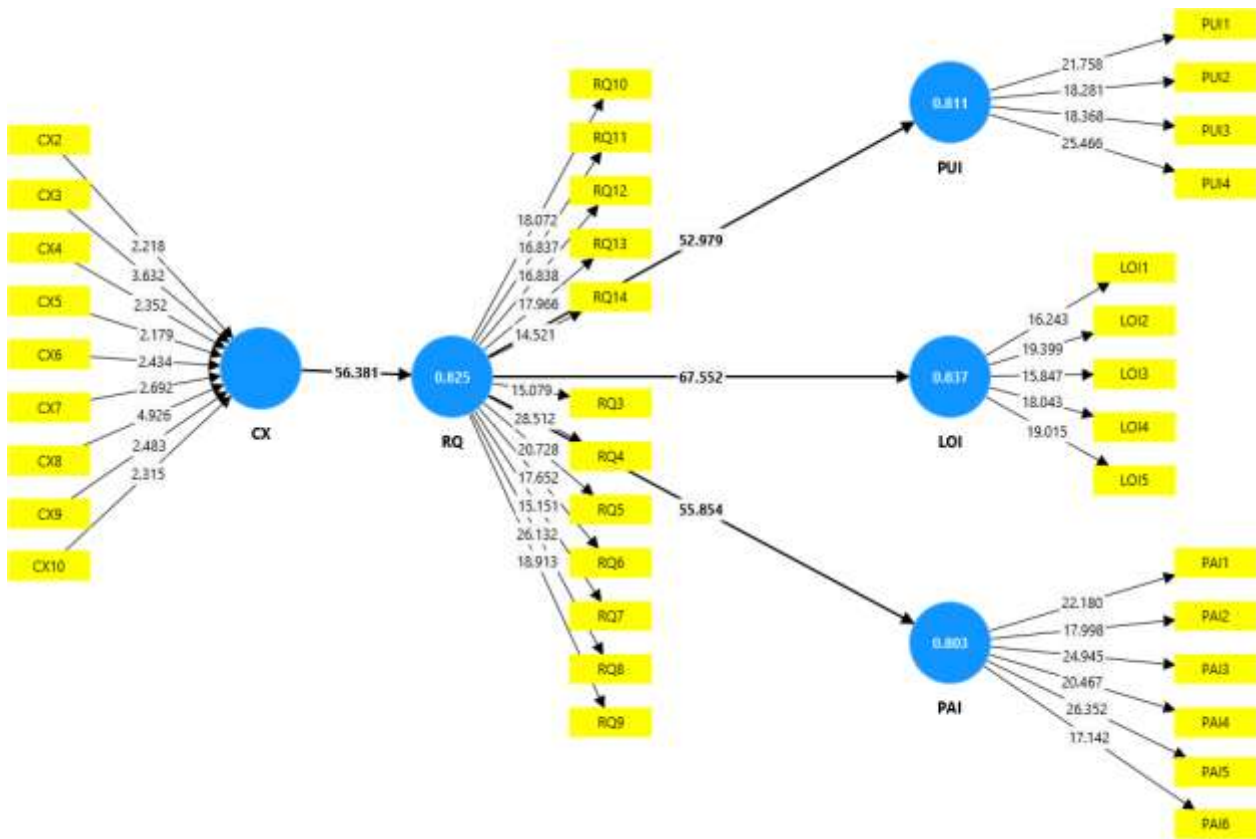 CX2
CX3
CX4
CX5
CX6
CX7
CX8
CX9
CX10
2.218
3.632
2.352
2.179
2.434
2.692
4.926
2.483
2.315
CX
56.381
0.825
RQ
RQ10
RQ11
RQ12
RQ13
RQ14
18.072
16.837
16.838
17.966
14.521
15.079
28.512
20.728
17.652
15.151
26.132
18.913
RQ3
RQ4
RQ5
RQ6
RQ7
RQ8
RQ9
52.979
67.552
55.854
0.811
PUI
21.758
18.281
18.368
25.466
PUI1
PUI2
PUI3
PUI4
0.837
LOI
16.243
19.399
15.847
18.043
19.015
LOI1
LOI2
LOI3
LOI4
LOI5
0.803
PAI
22.180
17.998
24.945
20.467
26.352
17.142
PAI1
PAI2
PAI3
PAI4
PAI5
PAI6